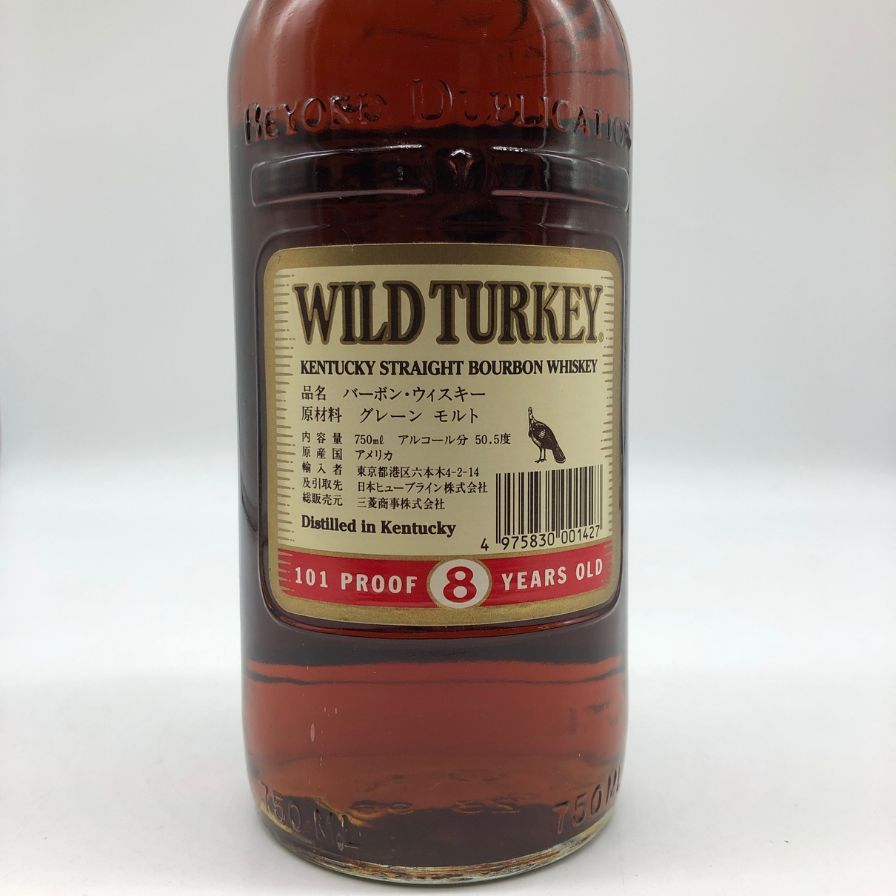 BEYOND DUPLICATION
WILD TURKEY®
KENTUCKY STRAIGHT BOURBON WHISKEY
品名 バーボン・ウィスキー
原材料 グレーン モルト
内容量 750mℓ アルコール分 50.5度
原産国 アメリカ
輸入者 東京都港区六本木4-2-14
及引取先 日本ヒューブライン株式会社
総販売元 三菱商事株式会社
Distilled in Kentucky
4 975830 001427
101 PROOF 8 YEARS OLD
750 ML 750 ML